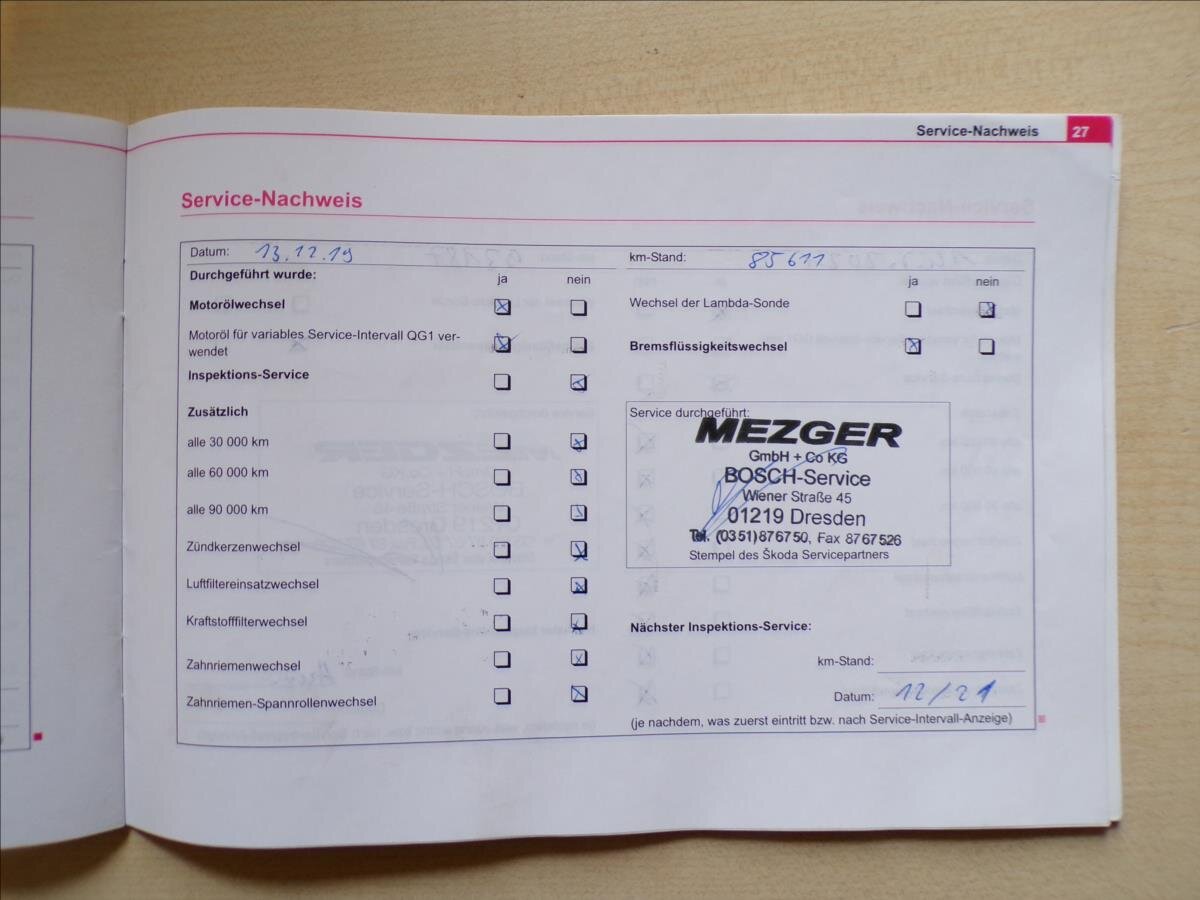 Service-Nachweis 27
Service-Nachweis
Datum: 13.12.19
km-Stand: 85611
Durchgeführt wurde: ja nein
ja nein
Motorölwechsel
Wechsel der Lambda-Sonde
Motoröl für variables Service-Intervall QG1 ver-
wendet
Bremsflüssigkeitswechsel
Inspektions-Service
Zusätzlich
alle 30 000 km
alle 60 000 km
alle 90 000 km
Zündkerzenwechsel
Luftfiltereinsatzwechsel
Kraftstofffilterwechsel
Zahnriemenwechsel
Zahnriemen-Spannrollenwechsel
Service durchgeführt:
MEZGER
GmbH + Co KG
BOSCH-Service
Wiener Straße 45
01219 Dresden
Tel. (0351) 876750, Fax 8767526
Stempel des Škoda Servicepartners
Nächster Inspektions-Service:
km-Stand:
Datum: 12/21
(je nachdem, was zuerst eintritt bzw. nach Service-Intervall-Anzeige)